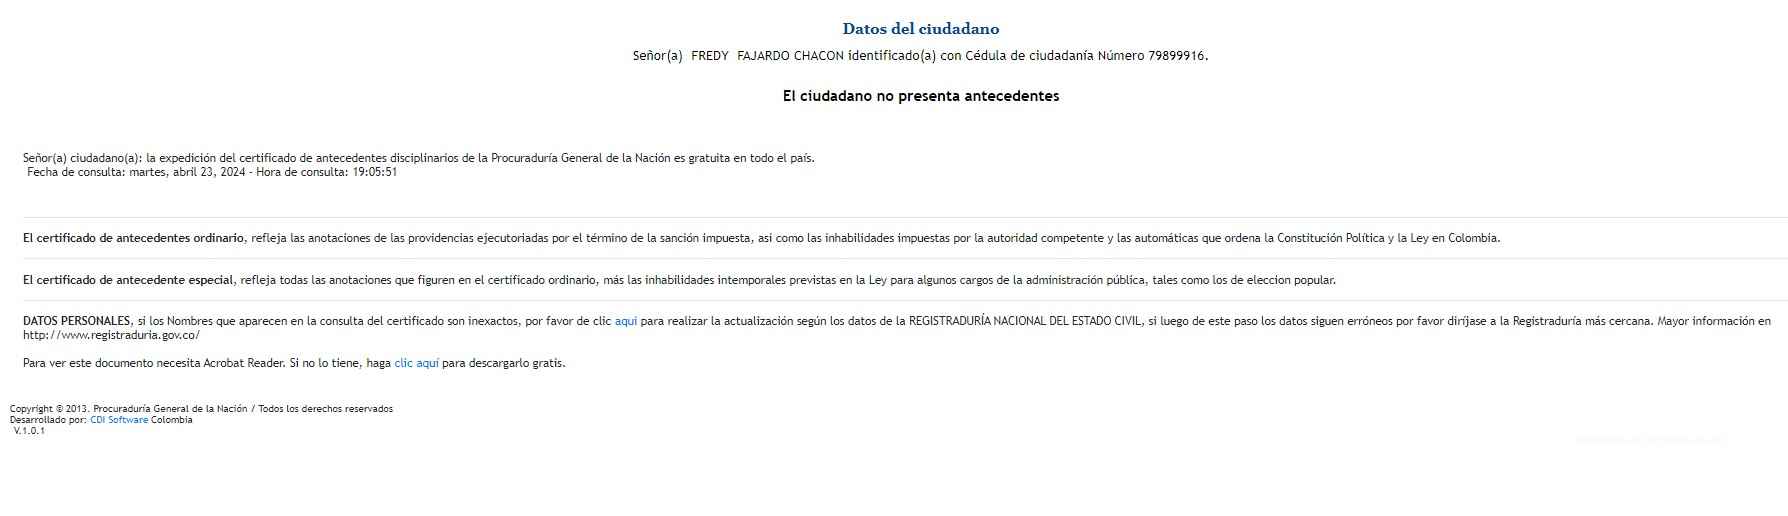 Datos del ciudadano
Señor(a) FREDY FAJARDO CHACON identificado(a) con Cédula de ciudadanía Número 79899916.
El ciudadano no presenta antecedentes
Señor(a) ciudadano(a): la expedición del certificado de antecedentes disciplinarios de la Procuraduría General de la Nación es gratuita en todo el país.
Fecha de consulta: martes, abril 23, 2024 - Hora de consulta: 19:05:51
El certificado de antecedentes ordinario, refleja las anotaciones de las providencias ejecutoriadas por el término de la sanción impuesta, asi como las inhabilidades impuestas por la autoridad competente y las automáticas que ordena la Constitución Política y la Ley en Colombia.
El certificado de antecedente especial, refleja todas las anotaciones que figuren en el certificado ordinario, más las inhabilidades intemporales previstas en la Ley para algunos cargos de la administración pública, tales como los de eleccion popular.
DATOS PERSONALES, si los Nombres que aparecen en la consulta del certificado son inexactos, por favor de clic aqui para realizar la actualización según los datos de la REGISTRADURÍA NACIONAL DEL ESTADO CIVIL, si luego de este paso los datos siguen erróneos por favor diríjase a la Registraduría más cercana. Mayor información en
http://www.registraduria.gov.co/
Para ver este documento necesita Acrobat Reader. Si no lo tiene, haga clic aquí para descargarlo gratis.
Copyright © 2013. Procuraduría General de la Nación / Todos los derechos reservados
Desarrollado por: CDI Software Colombia
V.1.0.1